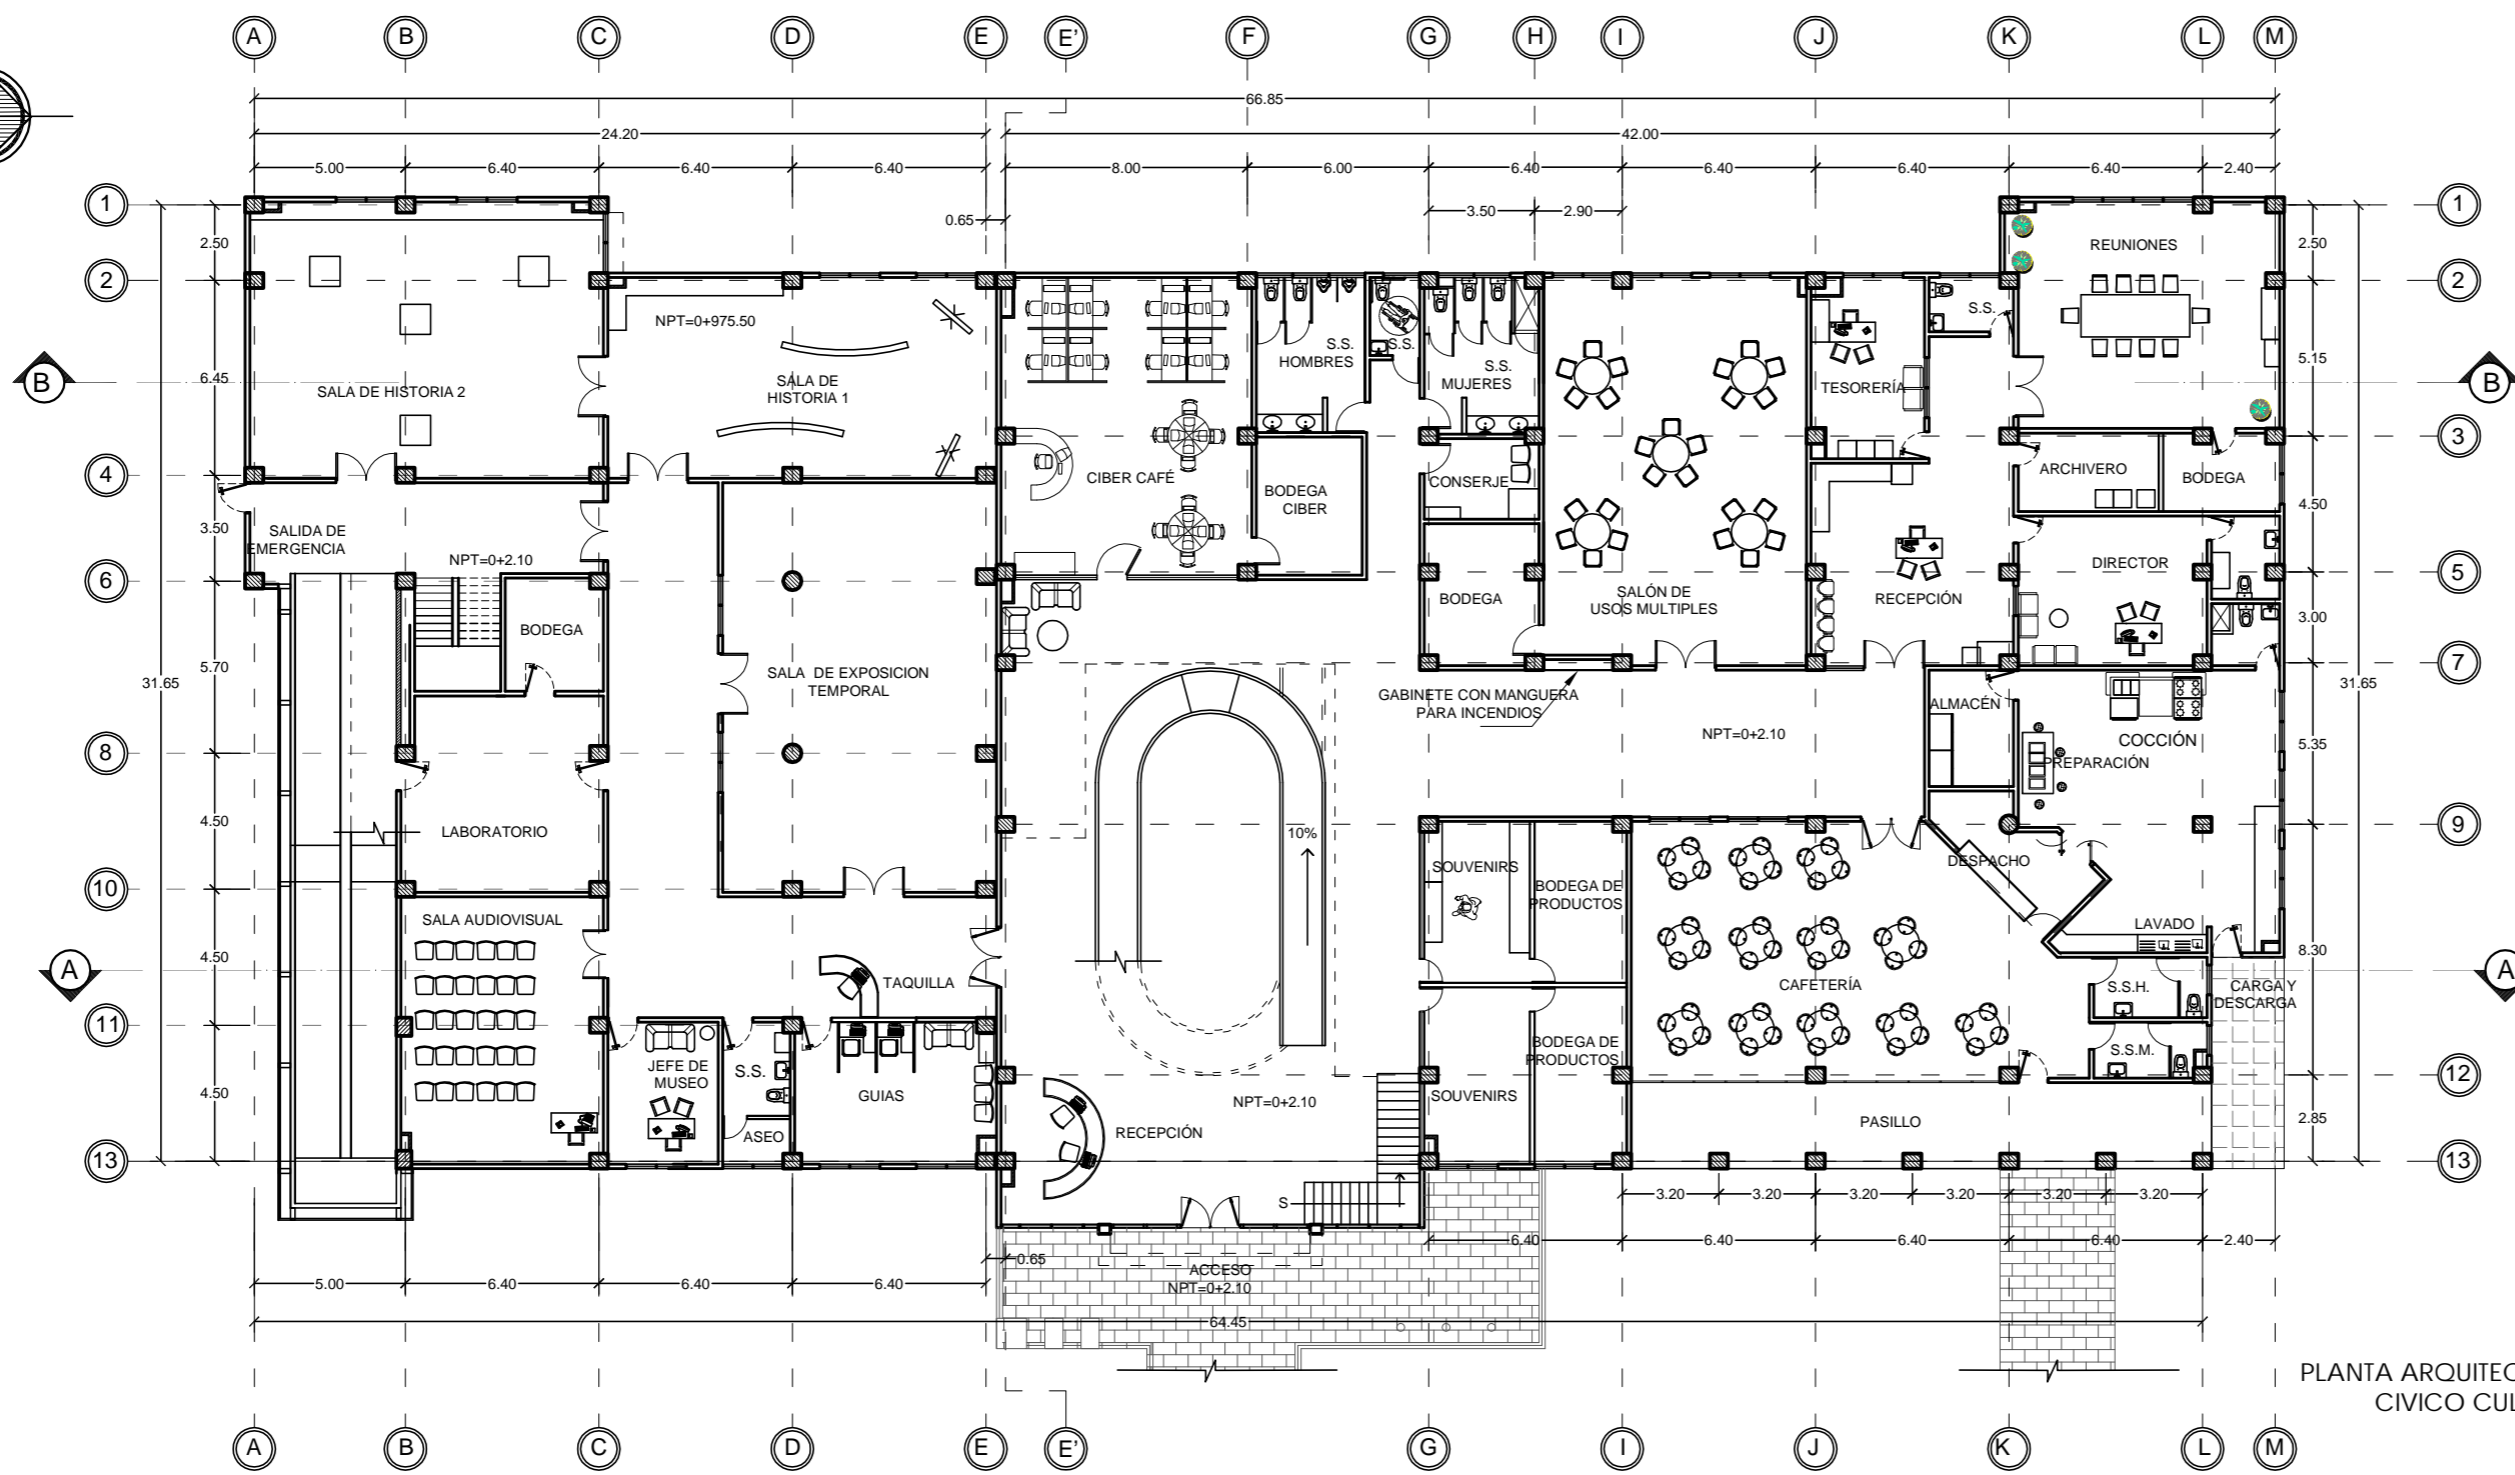 A B C D E E' F G H I J K L M
66.85
24.20 42.00
5.00 6.40 6.40 6.40 8.00 6.00 6.40 6.40 6.40 6.40 2.40
1 1
0.65 3.50 2.90
2.50 REUNIONES 2.50
2 2
NPT=0+975.50 S.S.
S.S. S.S.
HOMBRES S.S.
MUJERES
B 6.45 SALA DE TESORERÍA 5.15 B
SALA DE HISTORIA 2 HISTORIA 1
3
4 CIBER CAFÉ CONSERJE ARCHIVERO BODEGA
BODEGA
CIBER
3.50 SALIDA DE 4.50
EMERGENCIA
NPT=0+2.10
DIRECTOR
6 5
BODEGA SALÓN DE
USOS MULTIPLES
RECEPCIÓN
BODEGA 3.00
5.70 7
31.65 SALA DE EXPOSICION 31.65
TEMPORAL
GABINETE CON MANGUERA
PARA INCENDIOS
ALMACÉN
NPT=0+2.10
COCCIÓN 5.35
8 PREPARACIÓN
4.50 LABORATORIO 10% 9
DESPACHO
SOUVENIRS
10 BODEGA DE
PRODUCTOS
SALA AUDIOVISUAL LAVADO
A 4.50 8.30 A
TAQUILLA CAFETERÍA S.S.H. CARGA Y
DESCARGA
11
BODEGA DE
PRODUCTOS
S.S.M.
JEFE DE
MUSEO
S.S. 12
4.50 GUIAS NPT=0+2.10 SOUVENIRS
ASEO RECEPCIÓN PASILLO 2.85
13 13
S 3.20 3.20 3.20 3.20 3.20 3.20
6.40 6.40 6.40 6.40 2.40
0.65
5.00 6.40 6.40 6.40 ACCESO
NPT=0+2.10
64.45
PLANTA ARQUITEC
CIVICO CUL
A B C D E E' G I J K L M